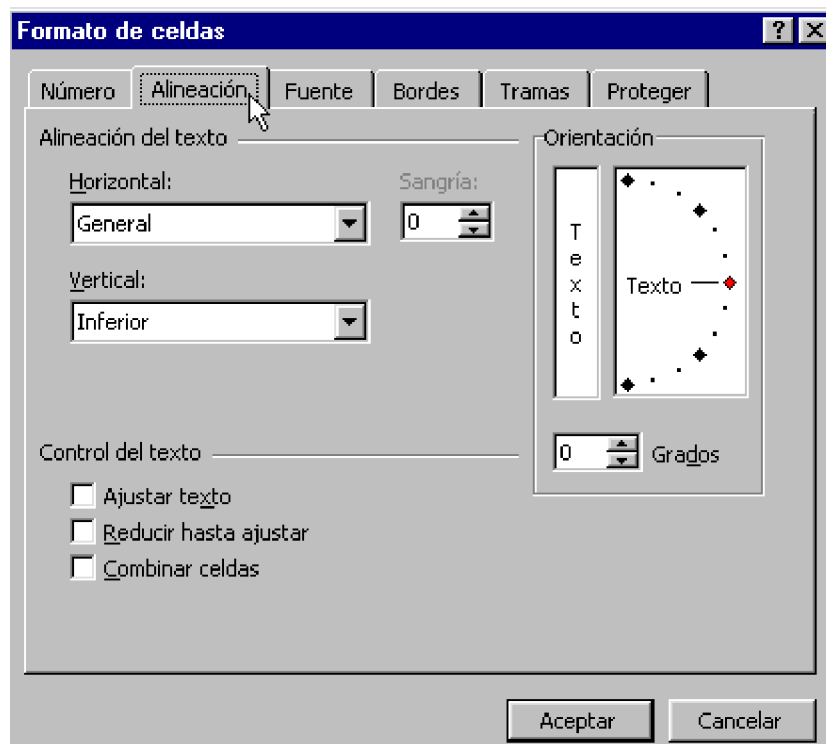 Formato de celdas
Número Alineación Fuente Bordes Tramas Proteger
Alineación del texto
Horizontal: Sangría:
General 0
Vertical:
Inferior
Orientación
T
e
x
t
o
Texto
0 Grados
Control del texto
Ajustar texto
Reducir hasta ajustar
Combinar celdas
Aceptar Cancelar